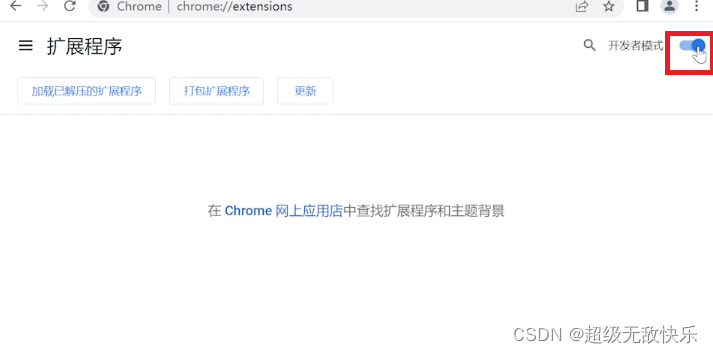 Chrome | chrome://extensions
扩展程序
开发者模式
加载已解压的扩展程序 打包扩展程序 更新
在 Chrome 网上应用店中查找扩展程序和主题背景
CSDN @超级无敌快乐